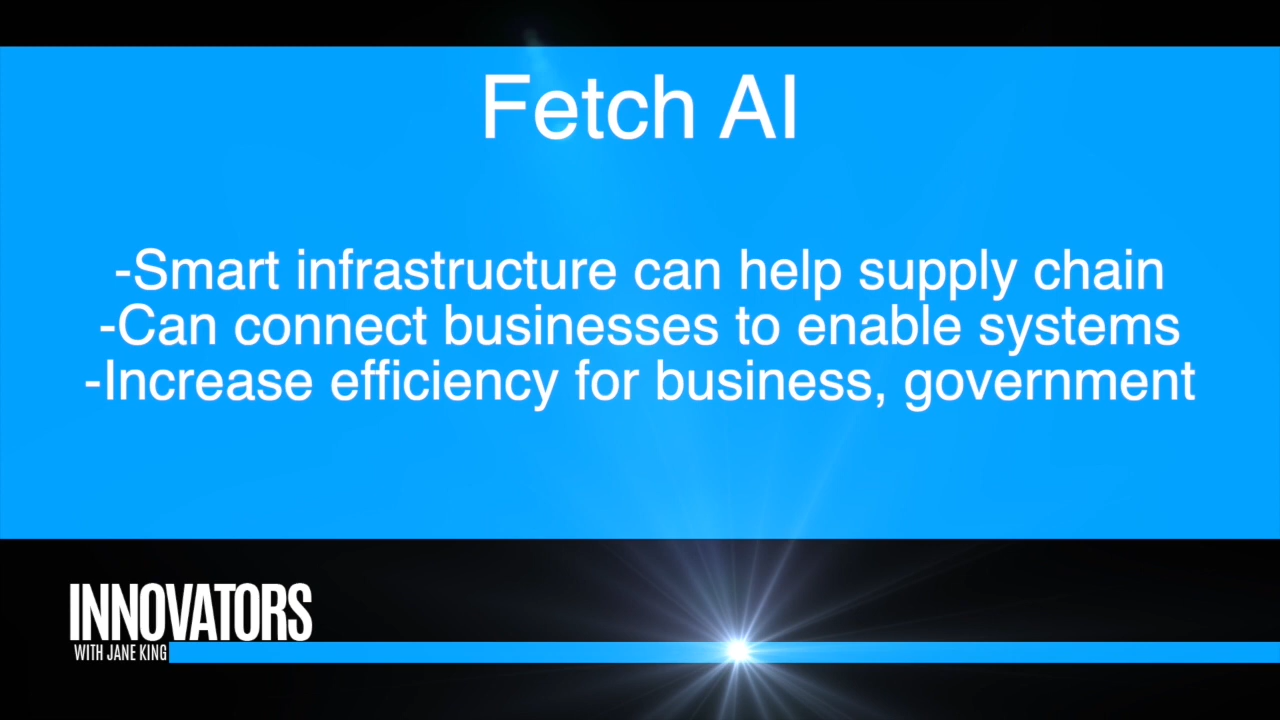 Fetch AI
-Smart infrastructure can help supply chain
-Can connect businesses to enable systems
-Increase efficiency for business, government
INNOVATORS
WITH JANE KING